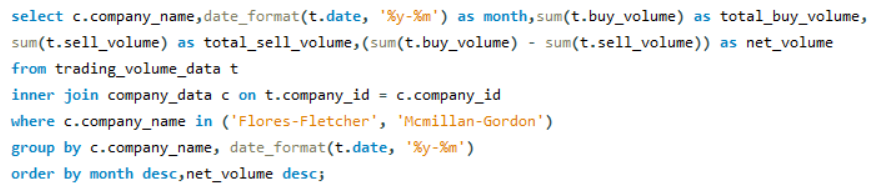 select c.company_name,date_format(t.date, '%y-%m') as month,sum(t.buy_volume) as total_buy_volume,
sum(t.sell_volume) as total_sell_volume,(sum(t.buy_volume) - sum(t.sell_volume)) as net_volume
from trading_volume_data t
inner join company_data c on t.company_id = c.company_id
where c.company_name in ('Flores-Fletcher', 'Mcmillan-Gordon')
group by c.company_name, date_format(t.date, '%y-%m')
order by month desc,net_volume desc;